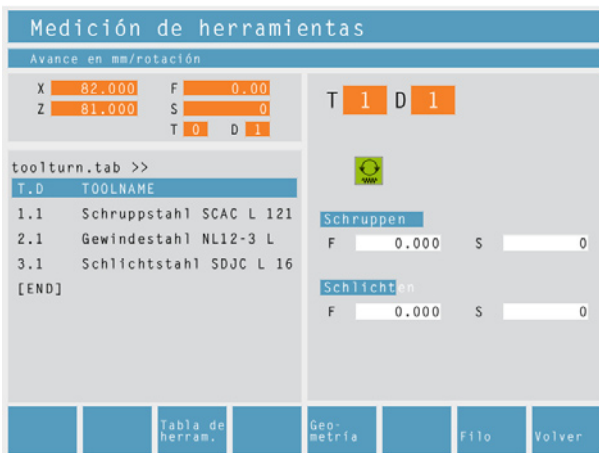 Medición de herramientas
Avance en mm/rotación
X 82.000 F 0.00
Z 81.000 S 0
T 0 D 1
T 1 D 1
toolturn.tab >>
T.D TOOLNAME
1.1 Schruppstahl SCAC L 121
2.1 Gewindestahl NL12-3 L
3.1 Schlichtstahl SDJC L 16
[END]
Schruppen
F 0.000 S 0
Schlichten
F 0.000 S 0
Tabla de
herram.
Geo-
metría
Filo
Volver